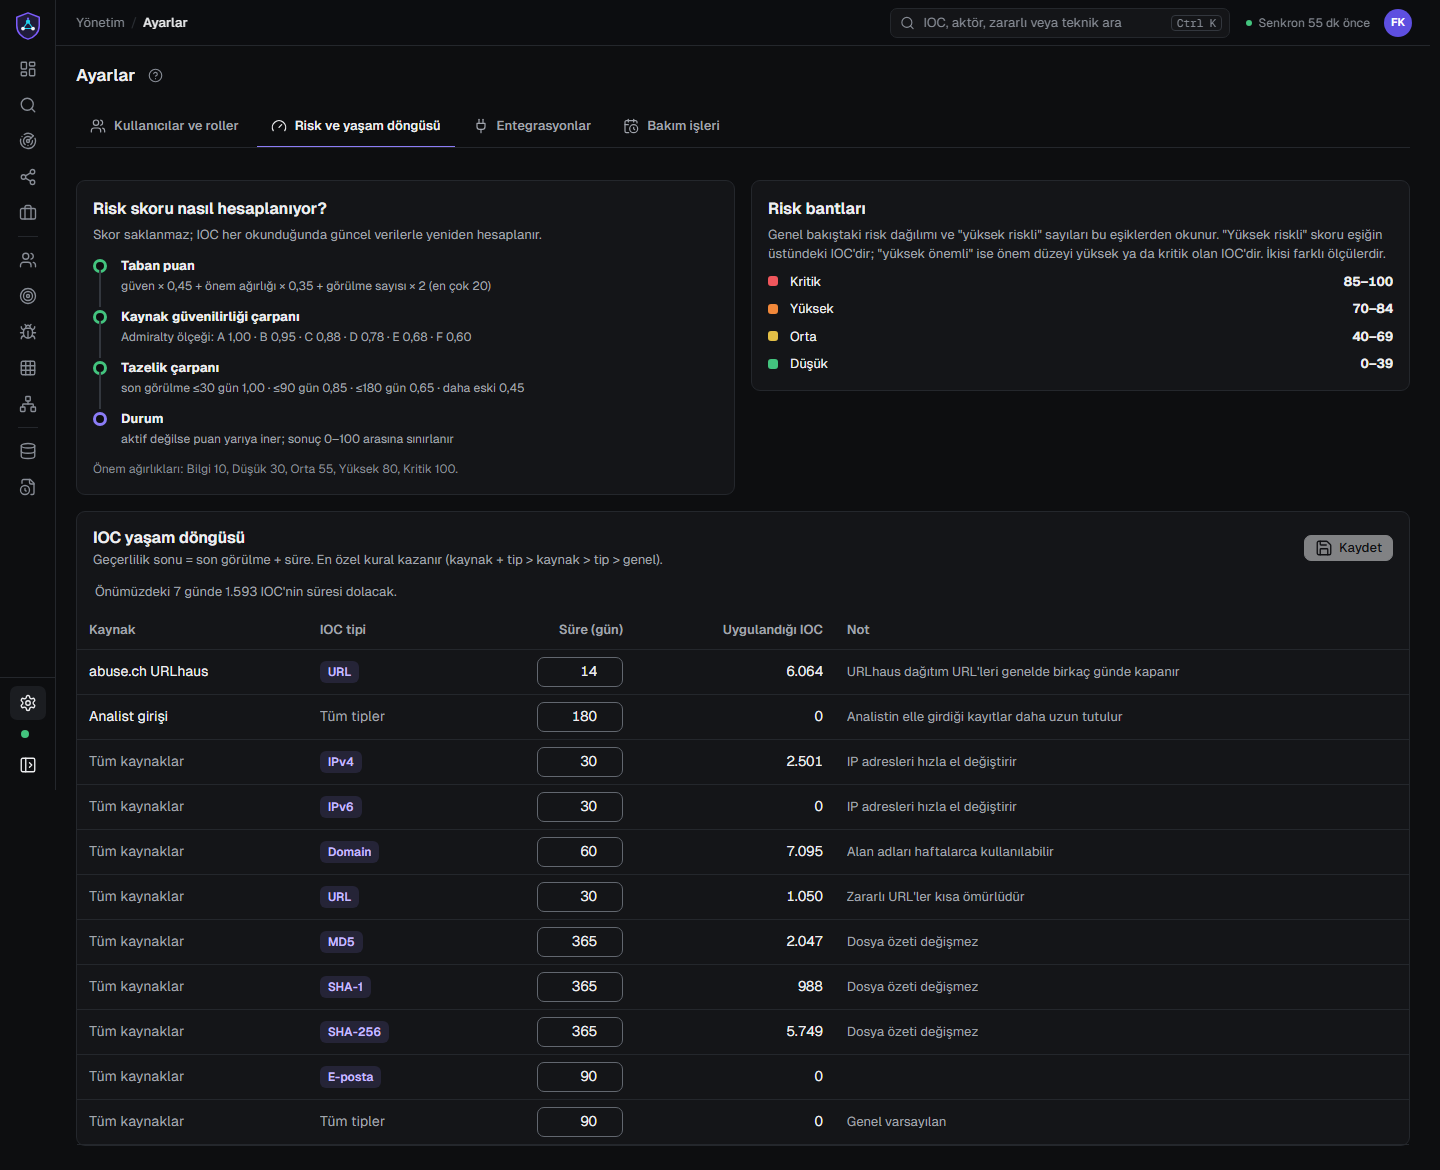 Yönetim / Ayarlar
IOC, aktör, zararlı veya teknik ara
Ctrl K
Senkron 55 dk önce
FK
Ayarlar
Kullanıcılar ve roller
Risk ve yaşam döngüsü
Entegrasyonlar
Bakım işleri
Risk skoru nasıl hesaplanıyor?
Skor saklanmaz; IOC her okunduğunda güncel verilerle yeniden hesaplanır.
Taban puan
güven × 0,45 + önem ağırlığı × 0,35 + görülme sayısı × 2 (en çok 20)
Kaynak güvenilirliği çarpanı
Admiralty ölçeği: A 1,00 · B 0,95 · C 0,88 · D 0,78 · E 0,68 · F 0,60
Tazelik çarpanı
son görülme ≤30 gün 1,00 · ≤90 gün 0,85 · ≤180 gün 0,65 · daha eski 0,45
Durum
aktif değilse puan yarıya iner; sonuç 0–100 arasına sınırlanır
Önem ağırlıkları: Bilgi 10, Düşük 30, Orta 55, Yüksek 80, Kritik 100.
Risk bantları
Genel bakıştaki risk dağılımı ve "yüksek riskli" sayıları bu eşiklerden okunur. "Yüksek riskli" skoru eşiğin
üstündeki IOC'dir; "yüksek önemli" ise önem düzeyi yüksek ya da kritik olan IOC'dir. İkisi farklı ölçülerdir.
Kritik 85–100
Yüksek 70–84
Orta 40–69
Düşük 0–39
IOC yaşam döngüsü
Geçerlilik sonu = son görülme + süre. En özel kural kazanır (kaynak + tip > kaynak > tip > genel).
Kaydet
Önümüzdeki 7 günde 1.593 IOC'nin süresi dolacak.
Kaynak IOC tipi Süre (gün) Uygulandığı IOC Not
abuse.ch URLhaus URL 14 6.064 URLhaus dağıtım URL'leri genelde birkaç günde kapanır
Analist girişi Tüm tipler 180 0 Analistin elle girdiği kayıtlar daha uzun tutulur
Tüm kaynaklar IPv4 30 2.501 IP adresleri hızla el değiştirir
Tüm kaynaklar IPv6 30 0 IP adresleri hızla el değiştirir
Tüm kaynaklar Domain 60 7.095 Alan adları haftalarca kullanılabilir
Tüm kaynaklar URL 30 1.050 Zararlı URL'ler kısa ömürlüdür
Tüm kaynaklar MD5 365 2.047 Dosya özeti değişmez
Tüm kaynaklar SHA-1 365 988 Dosya özeti değişmez
Tüm kaynaklar SHA-256 365 5.749 Dosya özeti değişmez
Tüm kaynaklar E-posta 90 0
Tüm kaynaklar Tüm tipler 90 0 Genel varsayılan